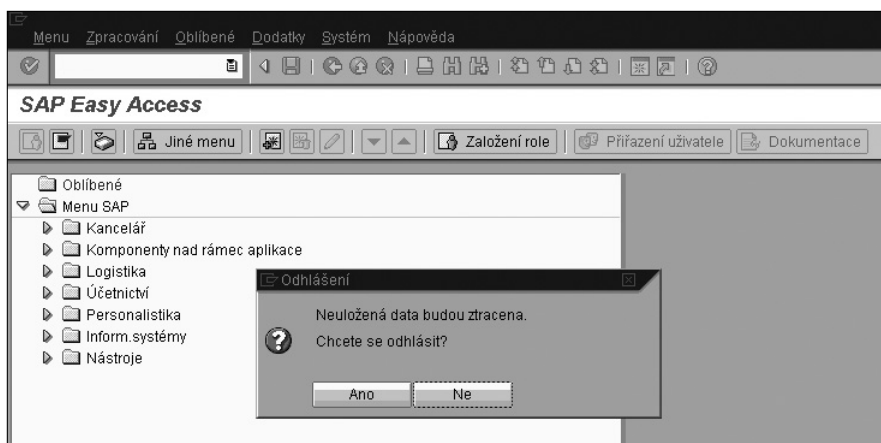 Menu Zpracování Oblíbené Dodatky Systém Nápověda
SAP Easy Access
Jiné menu Založení role Přiřazení uživatele Dokumentace
Oblíbené
Menu SAP
Kancelář
Komponenty nad rámec aplikace
Logistika
Účetnictví
Personalistika
Inform.systémy
Nástroje
Odhlášení
Neuložená data budou ztracena.
Chcete se odhlásit?
Ano Ne